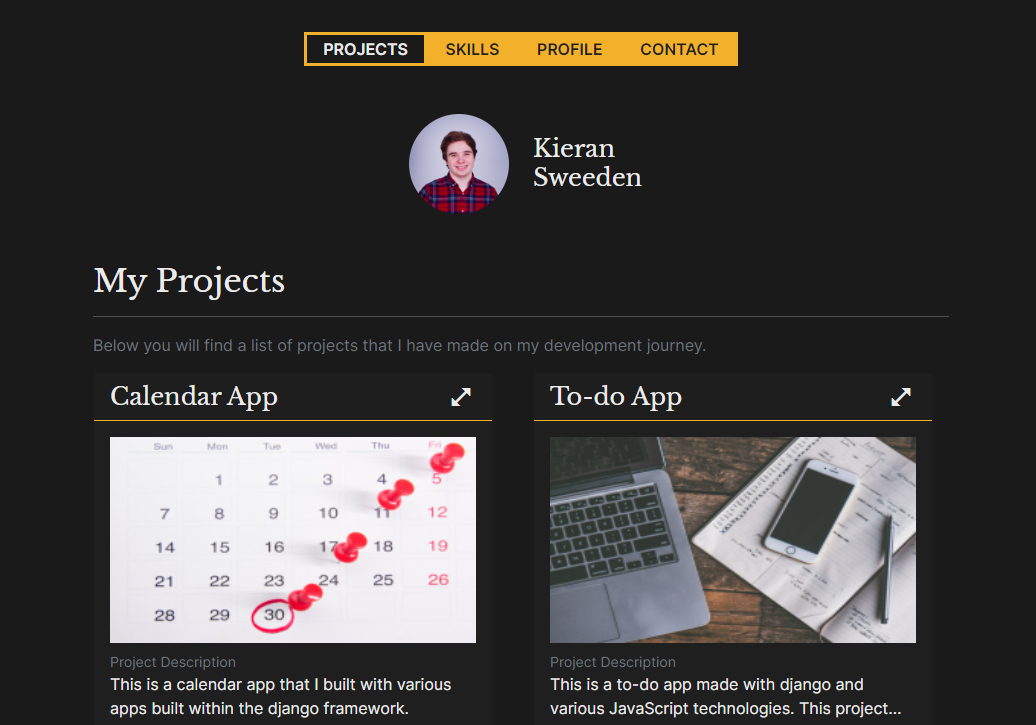 PROJECTS SKILLS PROFILE CONTACT
Kieran
Sweeden
My Projects
Below you will find a list of projects that I have made on my development journey.
Calendar App
Sun Mon Tue Wed Thu Fri
1 2 3 4 5
7 8 9 10 11 12
14 15 16 17 18 19
21 22 23 24 25 26
28 29 30
Project Description
This is a calendar app that I built with various
apps built within the django framework.
To-do App
Project Description
This is a to-do app made with django and
various JavaScript technologies. This project...